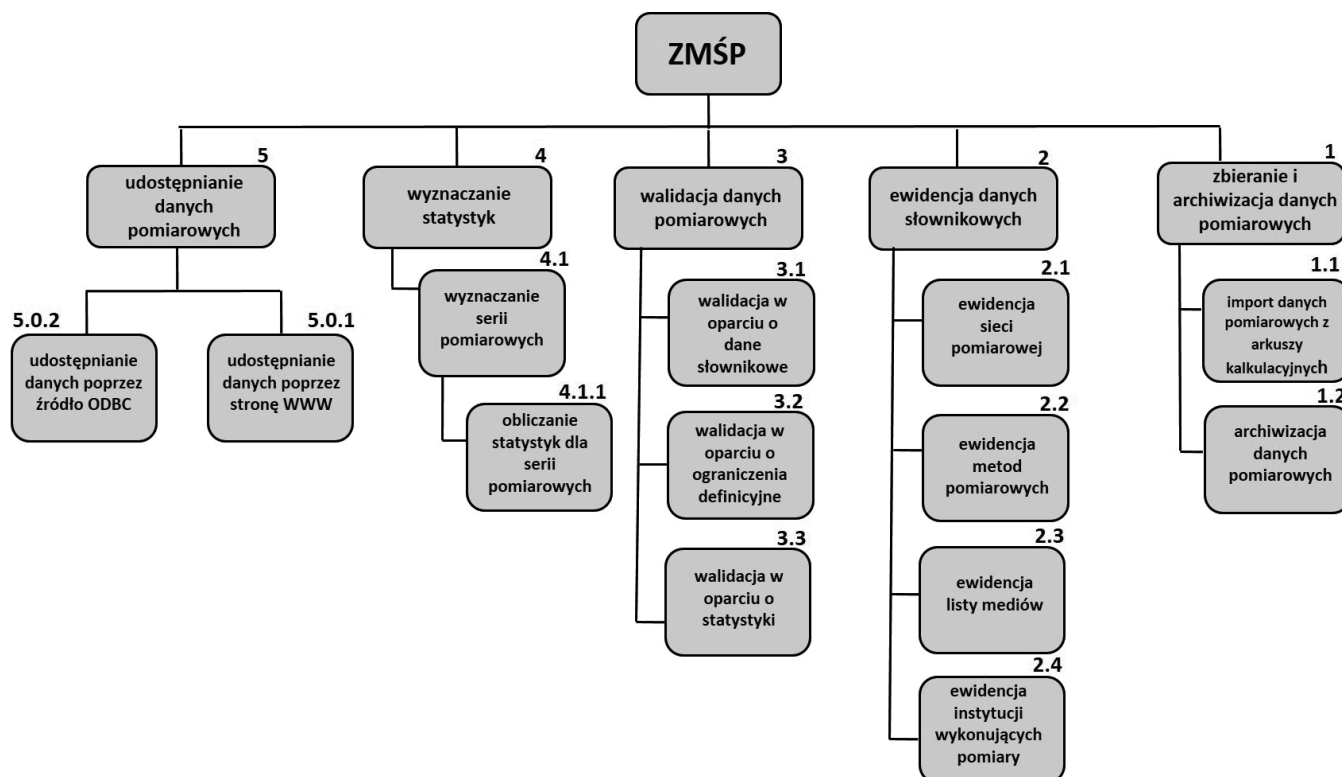 ZMŚP
5
udostępnianie
danych
pomiarowych
4
wyznaczanie
statystyk
3
walidacja danych
pomiarowych
2
ewidencja danych
słownikowych
1
zbieranie i
archiwizacja danych
pomiarowych
5.0.2
udostępnianie
danych poprzez
źródło ODBC
5.0.1
udostępnianie
danych poprzez
stronę WWW
4.1
wyznaczanie
serii
pomiarowych
4.1.1
obliczanie
statystyk dla
serii
pomiarowych
3.1
walidacja w
oparciu o
dane
słownikowe
3.2
walidacja w
oparciu o
ograniczenia
definicyjne
3.3
walidacja w
oparciu o
statystyki
2.1
ewidencja
sieci
pomiarowej
2.2
ewidencja
metod
pomiarowych
2.3
ewidencja
listy mediów
2.4
ewidencja
instytucji
wykonujących
pomiary
1.1
import danych
pomiarowych z
arkuszy
kalkulacyjnych
1.2
archiwizacja
danych
pomiarowych